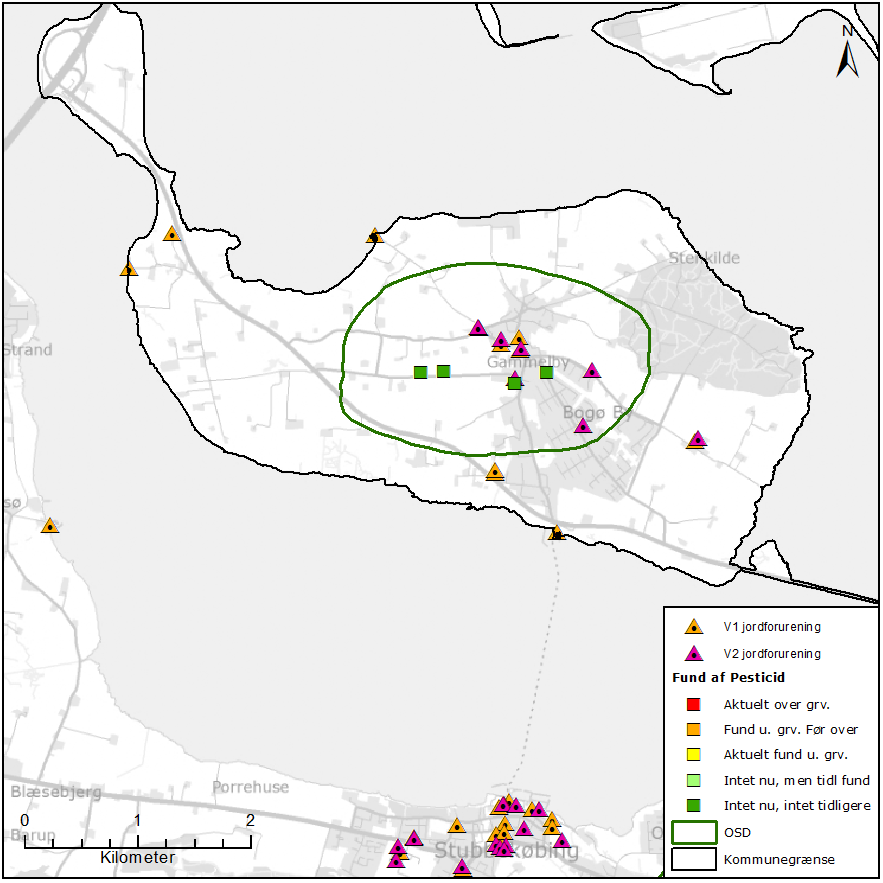 N
Sterkilde
Strand
Gammelby
Bogø By
sø
V1 jordforurening
V2 jordforurening
Fund af Pesticid
Aktuelt over grv.
Fund u. grv. Før over
Aktuelt fund u. grv.
Intet nu, men tidl fund
Intet nu, intet tidligere
OSD
Kommunegrænse
Porrehuse
Blæsebjerg
0 1 2
Kilometer
Stubbekøbing